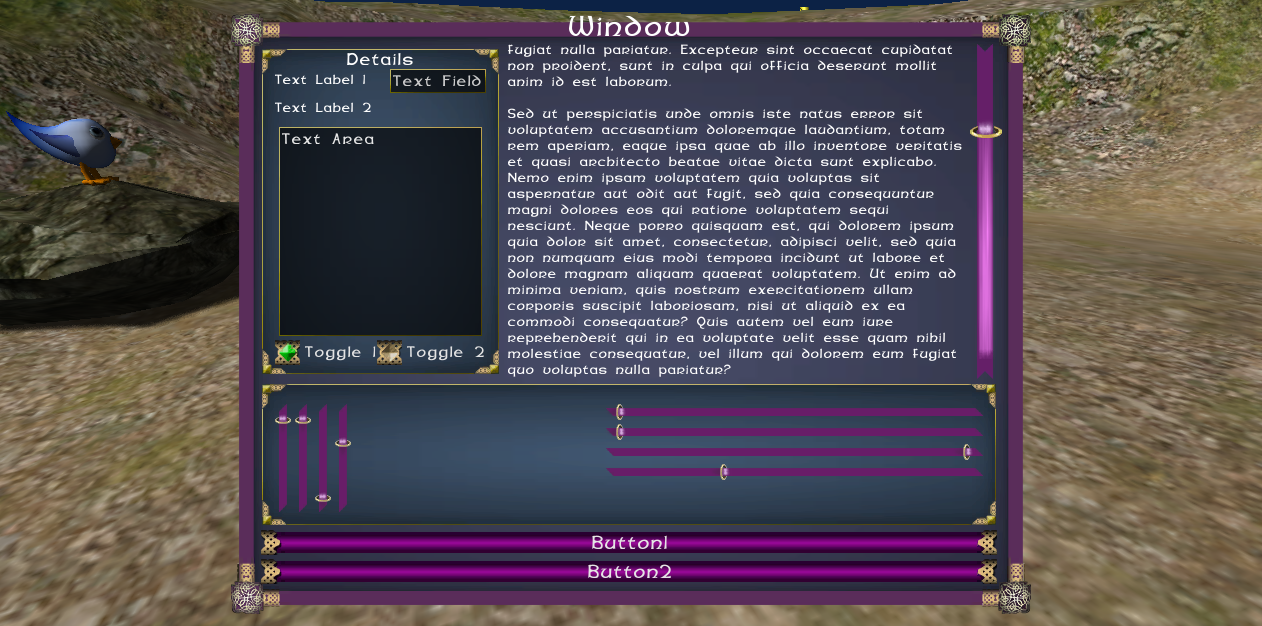 Window
Details
Text Label 1
Text Field
Text Label 2
Text Area
Toggle 1
Toggle 2
Fugiat nulla pariatur. Excepteur sint occaecat cupidatat
non proident, sunt in culpa qui officia deserunt mollit
anim id est laborum.
Sed ut perspiciatis unde omnis iste natus error sit
voluptatem accusantium doloremque laudantium, totam
rem aperiam, eaque ipsa quae ab illo inventore veritatis
et quasi architecto beatae vitae dicta sunt explicabo.
Nemo enim ipsam voluptatem quia voluptas sit
aspernatur aut odit aut fugit, sed quia consequuntur
magni dolores eos qui ratione voluptatem sequi
nesciunt. Neque porro quisquam est, qui dolorem ipsum
quia dolor sit amet, consectetur, adipisci velit, sed quia
non numquam eius modi tempora incidunt ut labore et
dolore magnam aliquam quaerat voluptatem. Ut enim ad
minima veniam, quis nostrum exercitationem ullam
corporis suscipit laboriosam, nisi ut aliquid ex ea
commodi consequatur? Quis autem vel eum iure
reprehenderit qui in ea voluptate velit esse quam nihil
molestiae consequatur, vel illum qui dolorem eum fugiat
quo voluptas nulla pariatur?
Button1
Button2